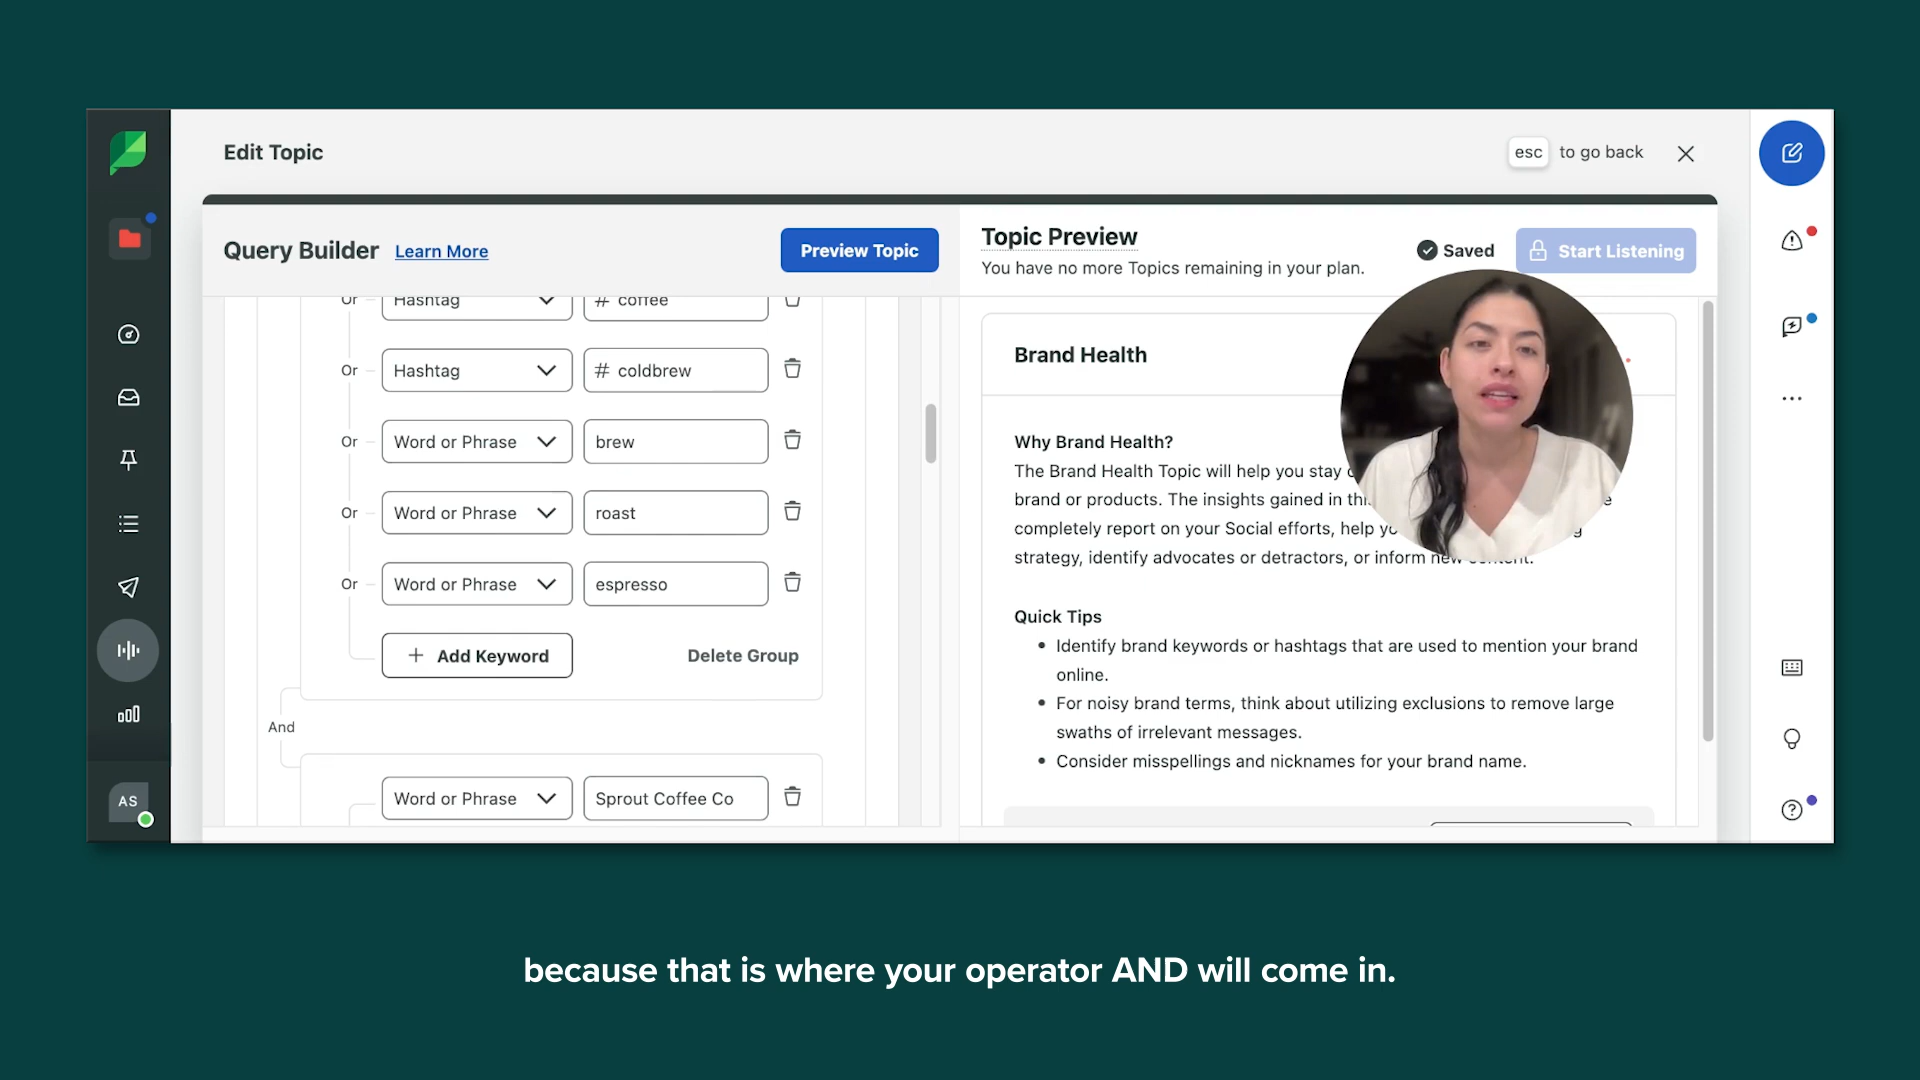 Edit Topic
esc to go back
Query Builder Learn More
Preview Topic
Topic Preview
You have no more Topics remaining in your plan.
Saved
Start Listening
Or Hashtag # coffee
Or Hashtag # coldbrew
Or Word or Phrase brew
Or Word or Phrase roast
Or Word or Phrase espresso
+ Add Keyword Delete Group
And
Word or Phrase Sprout Coffee Co
Brand Health
Why Brand Health?
The Brand Health Topic will help you stay
brand or products. The insights gained in
completely report on your Social efforts, help
strategy, identify advocates or detractors, or inform new content.
Quick Tips
• Identify brand keywords or hashtags that are used to mention your brand
online.
• For noisy brand terms, think about utilizing exclusions to remove large
swaths of irrelevant messages.
• Consider misspellings and nicknames for your brand name.
AS
because that is where your operator AND will come in.